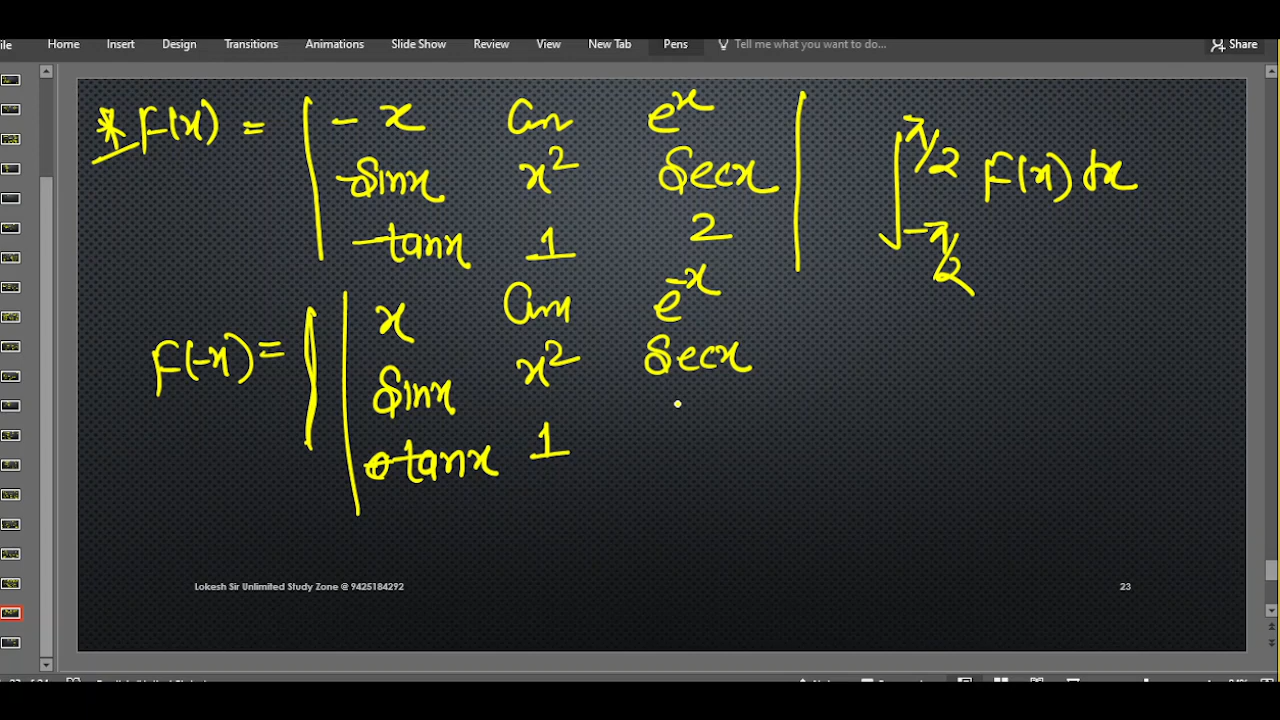 File Home Insert Design Transitions Animations Slide Show Review View New Tab Pens Tell me what you want to do... Share
* F(x) = | - x Cosx e^x |
-Sinx x² Secx
-tanx 1 2
∫_{-π/2}^{π/2} F(x) dx
F(-x) = | x Cosx e^-x
Sinx x² Secx
tanx 1
Lokesh Sir Unlimited Study Zone @ 9425184292
23